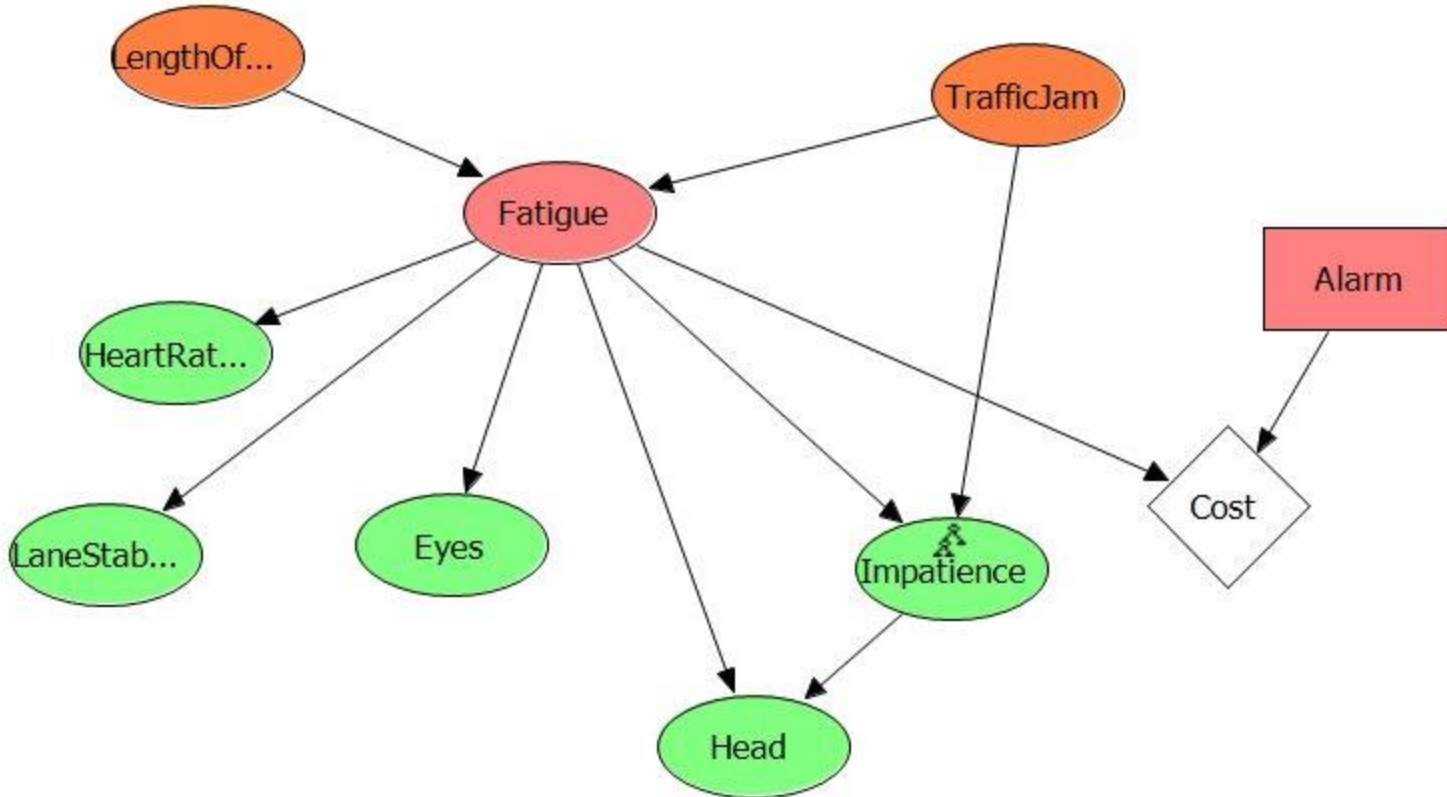 LengthOf...
TrafficJam
Fatigue
Alarm
HeartRat...
Cost
LaneStab...
Eyes
Impatience
Head